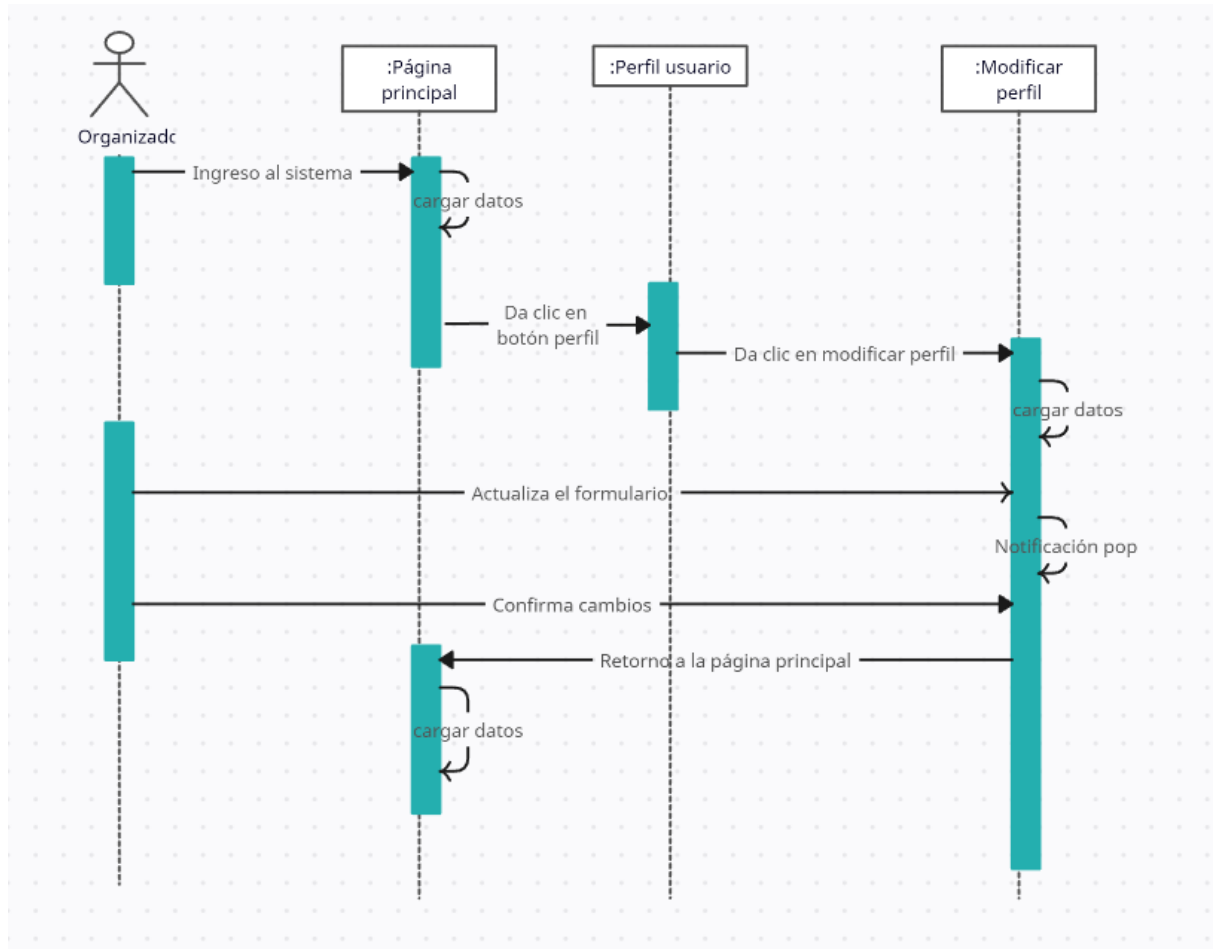 :Página
principal
:Perfil usuario
:Modificar
perfil
Organizadc
Ingreso al sistema
cargar datos
Da clic en
botón perfil
Da clic en modificar perfil
cargar datos
Actualiza el formulario
Notificación pop
Confirma cambios
Retorno a la página principal
cargar datos